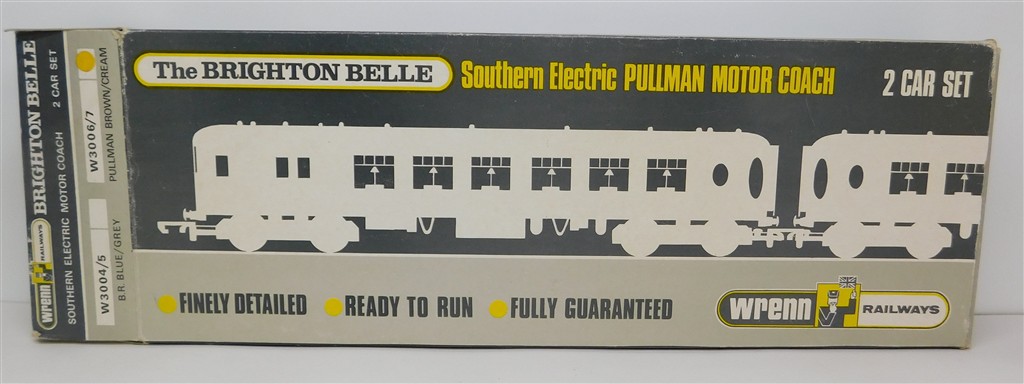 The BRIGHTON BELLE
Southern Electric PULLMAN MOTOR COACH
2 CAR SET
FINELY DETAILED
READY TO RUN
FULLY GUARANTEED
wrenn
RAILWAYS
wrenn
RAILWAYS
BRIGHTON BELLE
SOUTHERN ELECTRIC MOTOR COACH
2 CAR SET
W3004/5
W3006/7
B.R. BLUE/GREY
PULLMAN BROWN/CREAM